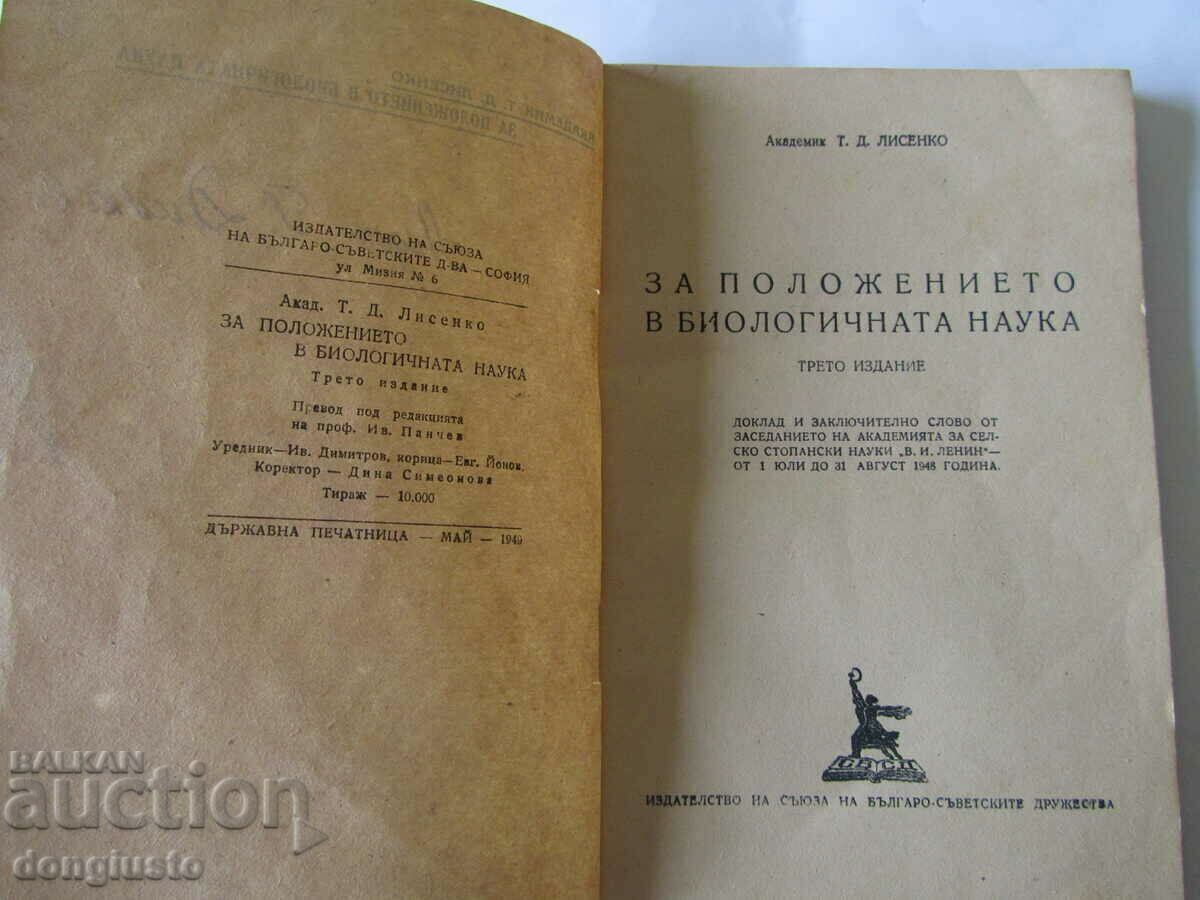 ИЗДАТЕЛСТВО НА СЪЮЗА
НА БЪЛГАРО-СЪВЕТСКИТЕ Д-ВА — СОФИЯ
ул Мизия № 6
Акад. Т. Д. Лисенко
ЗА ПОЛОЖЕНИЕТО
В БИОЛОГИЧНАТА НАУКА
Трето издание
Превод под редакцията
на проф. Ив. Панчев
Уредник—Ив. Димитров, корица—Евг. Йонов.
Коректор — Дина Симеонова
Тираж — 10.000
ДЪРЖАВНА ПЕЧАТНИЦА — МАЙ — 1949
Академик Т. Д. ЛИСЕНКО
ЗА ПОЛОЖЕНИЕТО
В БИОЛОГИЧНАТА НАУКА
ТРЕТО ИЗДАНИЕ
ДОКЛАД И ЗАКЛЮЧИТЕЛНО СЛОВО ОТ
ЗАСЕДАНИЕТО НА АКАДЕМИЯТА ЗА СЕЛ-
СКО СТОПАНСКИ НАУКИ „В. И. ЛЕНИН"—
ОТ 1 ЮЛИ ДО 31 АВГУСТ 1948 ГОДИНА.
ИЗДАТЕЛСТВО НА СЪЮЗА НА БЪЛГАРО-СЪВЕТСКИТЕ ДРУЖЕСТВА
BALKAN
auction
dongiusto